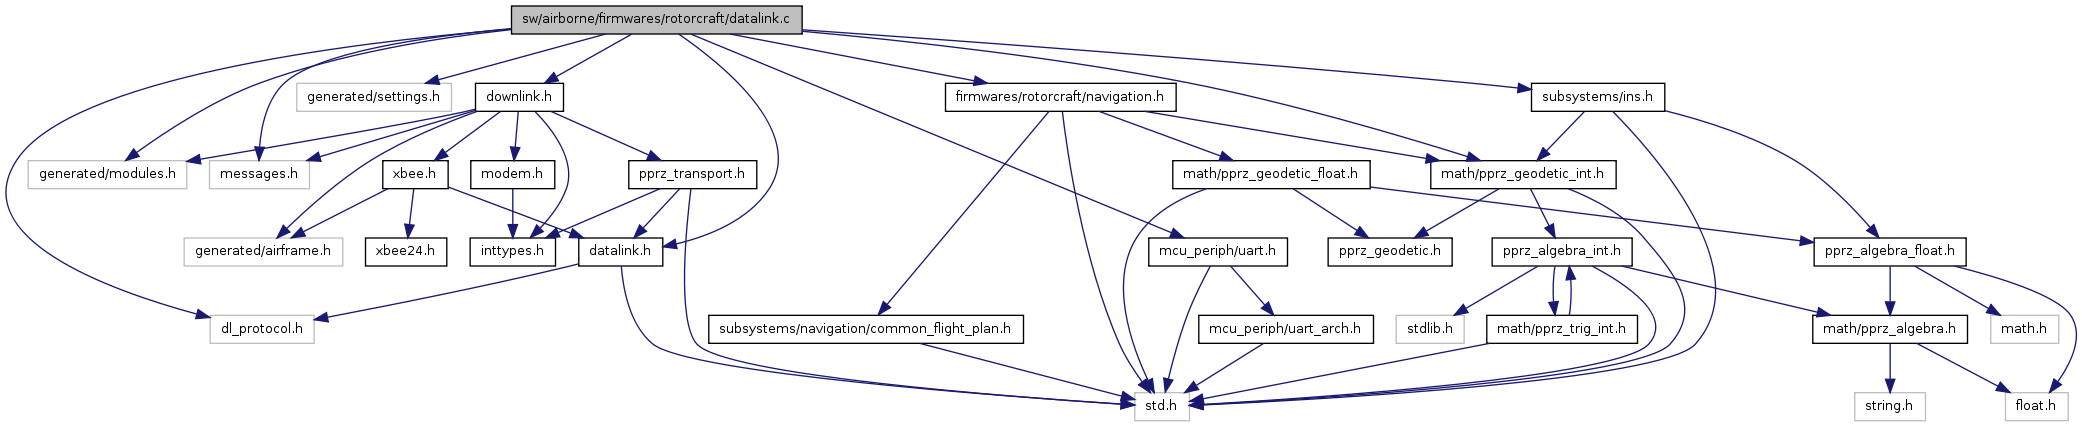 sw/airborne/firmwares/rotorcraft/datalink.c
generated/settings.h
downlink.h
firmwares/rotorcraft/navigation.h
subsystems/ins.h
generated/modules.h
messages.h
xbee.h
modem.h
pprz_transport.h
math/pprz_geodetic_float.h
math/pprz_geodetic_int.h
generated/airframe.h
xbee24.h
inttypes.h
datalink.h
mcu_periph/uart.h
pprz_geodetic.h
pprz_algebra_int.h
pprz_algebra_float.h
dl_protocol.h
subsystems/navigation/common_flight_plan.h
mcu_periph/uart_arch.h
stdlib.h
math/pprz_trig_int.h
math/pprz_algebra.h
math.h
std.h
string.h
float.h